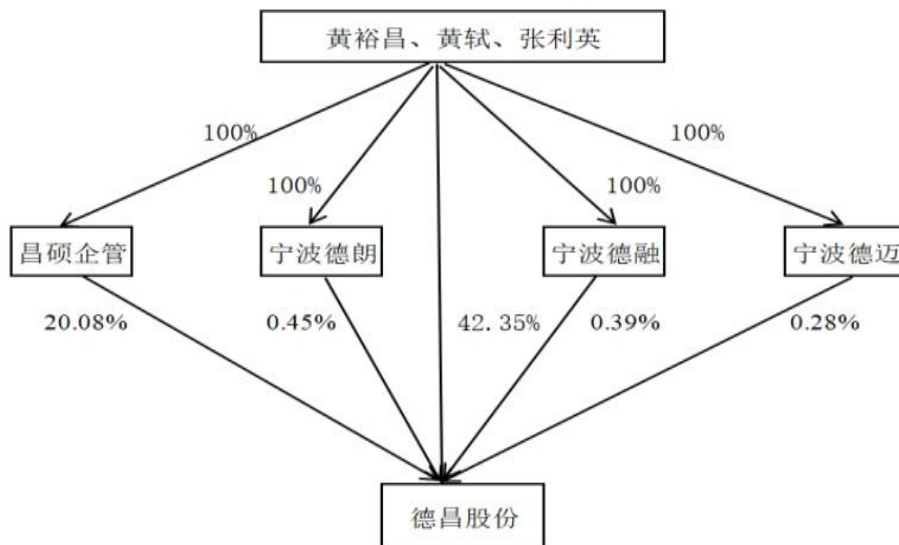 黄裕昌、黄轼、张利英
100%
100%
100%
100%
昌硕企管
宁波德朗
宁波德融
宁波德迈
20.08%
0.45%
42.35%
0.39%
0.28%
德昌股份